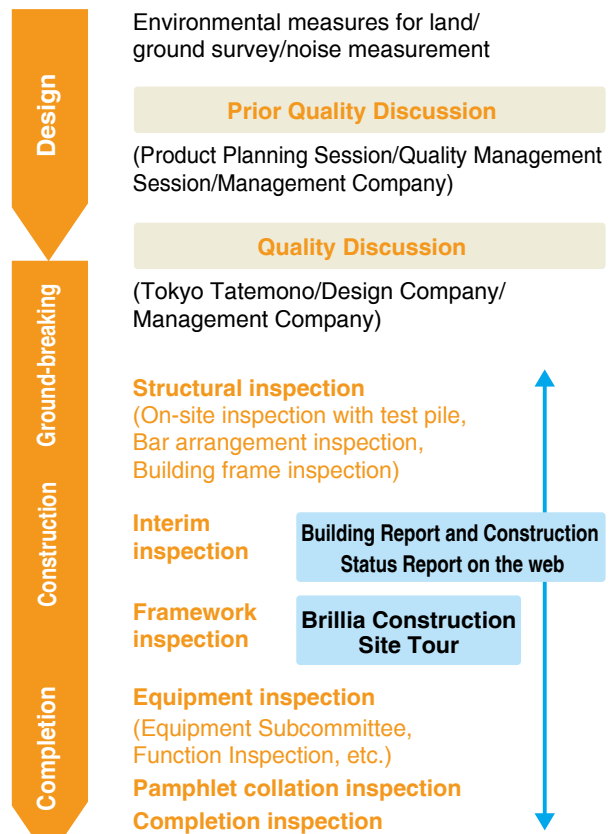 Design
Environmental measures for land/
ground survey/noise measurement
Prior Quality Discussion
(Product Planning Session/Quality Management
Session/Management Company)
Quality Discussion
(Tokyo Tatemono/Design Company/
Management Company)
Ground-breaking
Structural inspection
(On-site inspection with test pile,
Bar arrangement inspection,
Building frame inspection)
Construction
Interim
inspection
Building Report and Construction
Status Report on the web
Framework
inspection
Brillia Construction
Site Tour
Completion
Equipment inspection
(Equipment Subcommittee,
Function Inspection, etc.)
Pamphlet collation inspection
Completion inspection